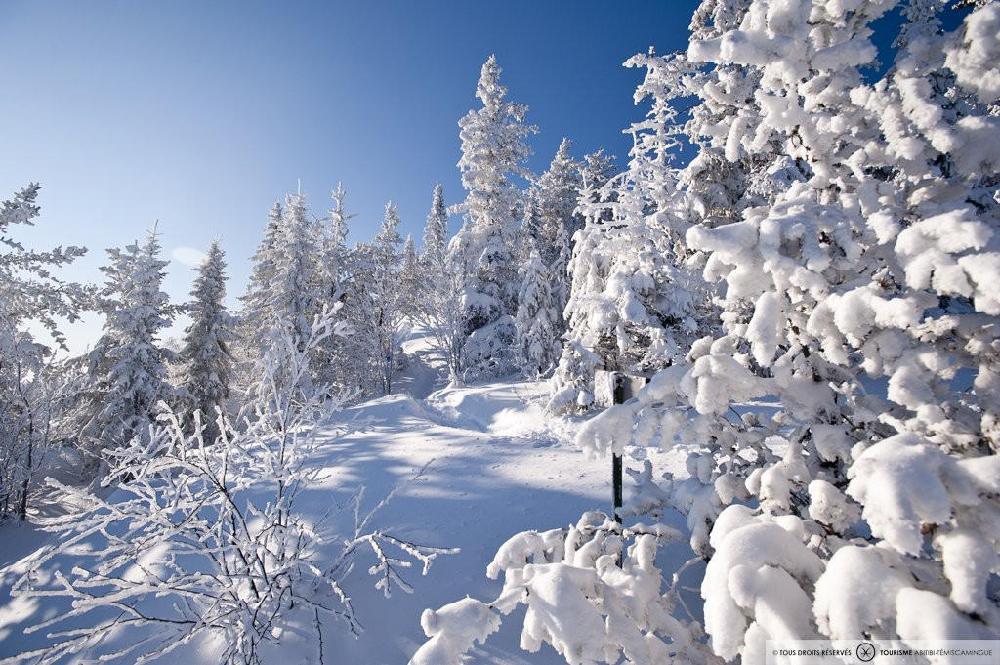 © TOUS DROITS RÉSERVÉS TOURISME ABITIBI-TÉMISCAMINGUE